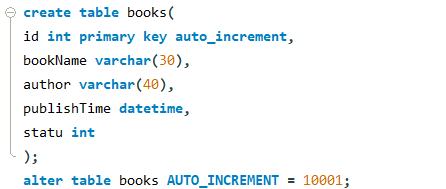 create table books(
id int primary key auto_increment,
bookName varchar(30),
author varchar(40),
publishTime datetime,
statu int
);
alter table books AUTO_INCREMENT = 10001;